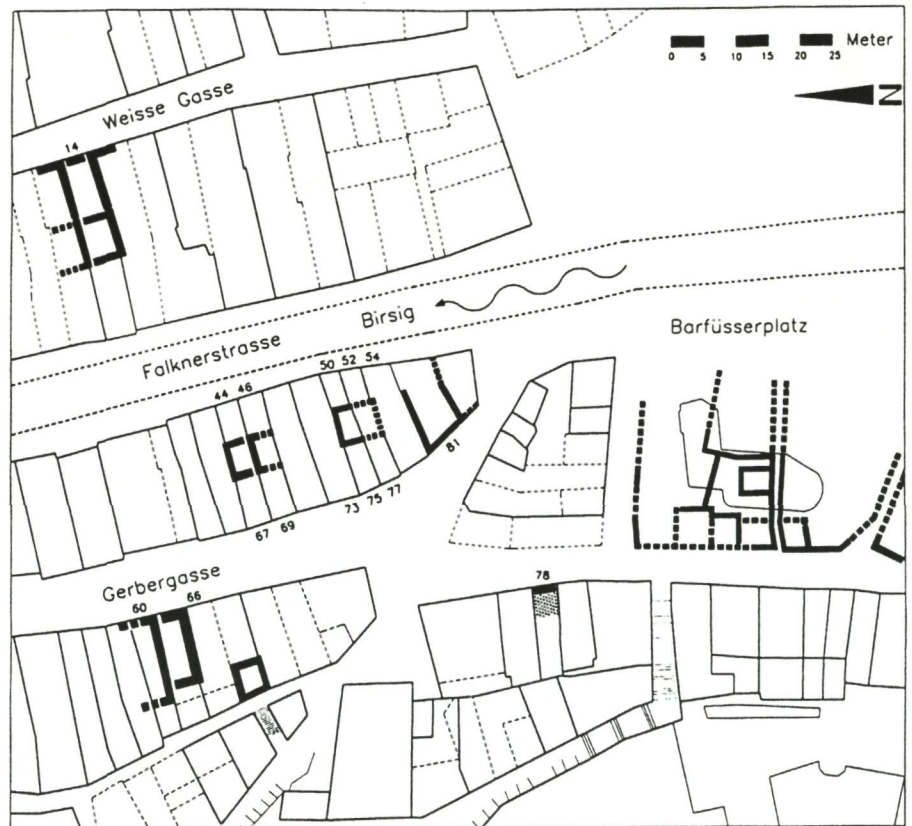 Meter
0 5 10 15 20 25
N
Weisse Gasse
14
Birsig
Barfüsserplatz
Falknerstrasse
50 52 54
44 46
81
73 75 77
67 69
Gerbergasse
78
60 66